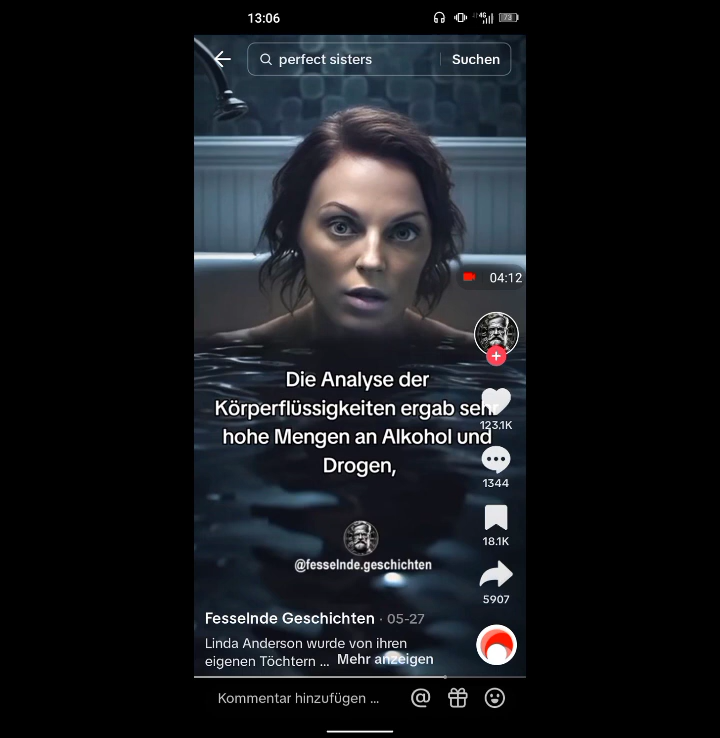 13:06
4G
73
perfect sisters
Suchen
04:12
Die Analyse der
Körperflüssigkeiten ergab sehr
hohe Mengen an Alkohol und
Drogen,
123.1K
1344
18.1K
5907
@fesselnde.geschichten
Fesselnde Geschichten · 05-27
Linda Anderson wurde von ihren
eigenen Töchtern ... Mehr anzeigen
Kommentar hinzufügen ...